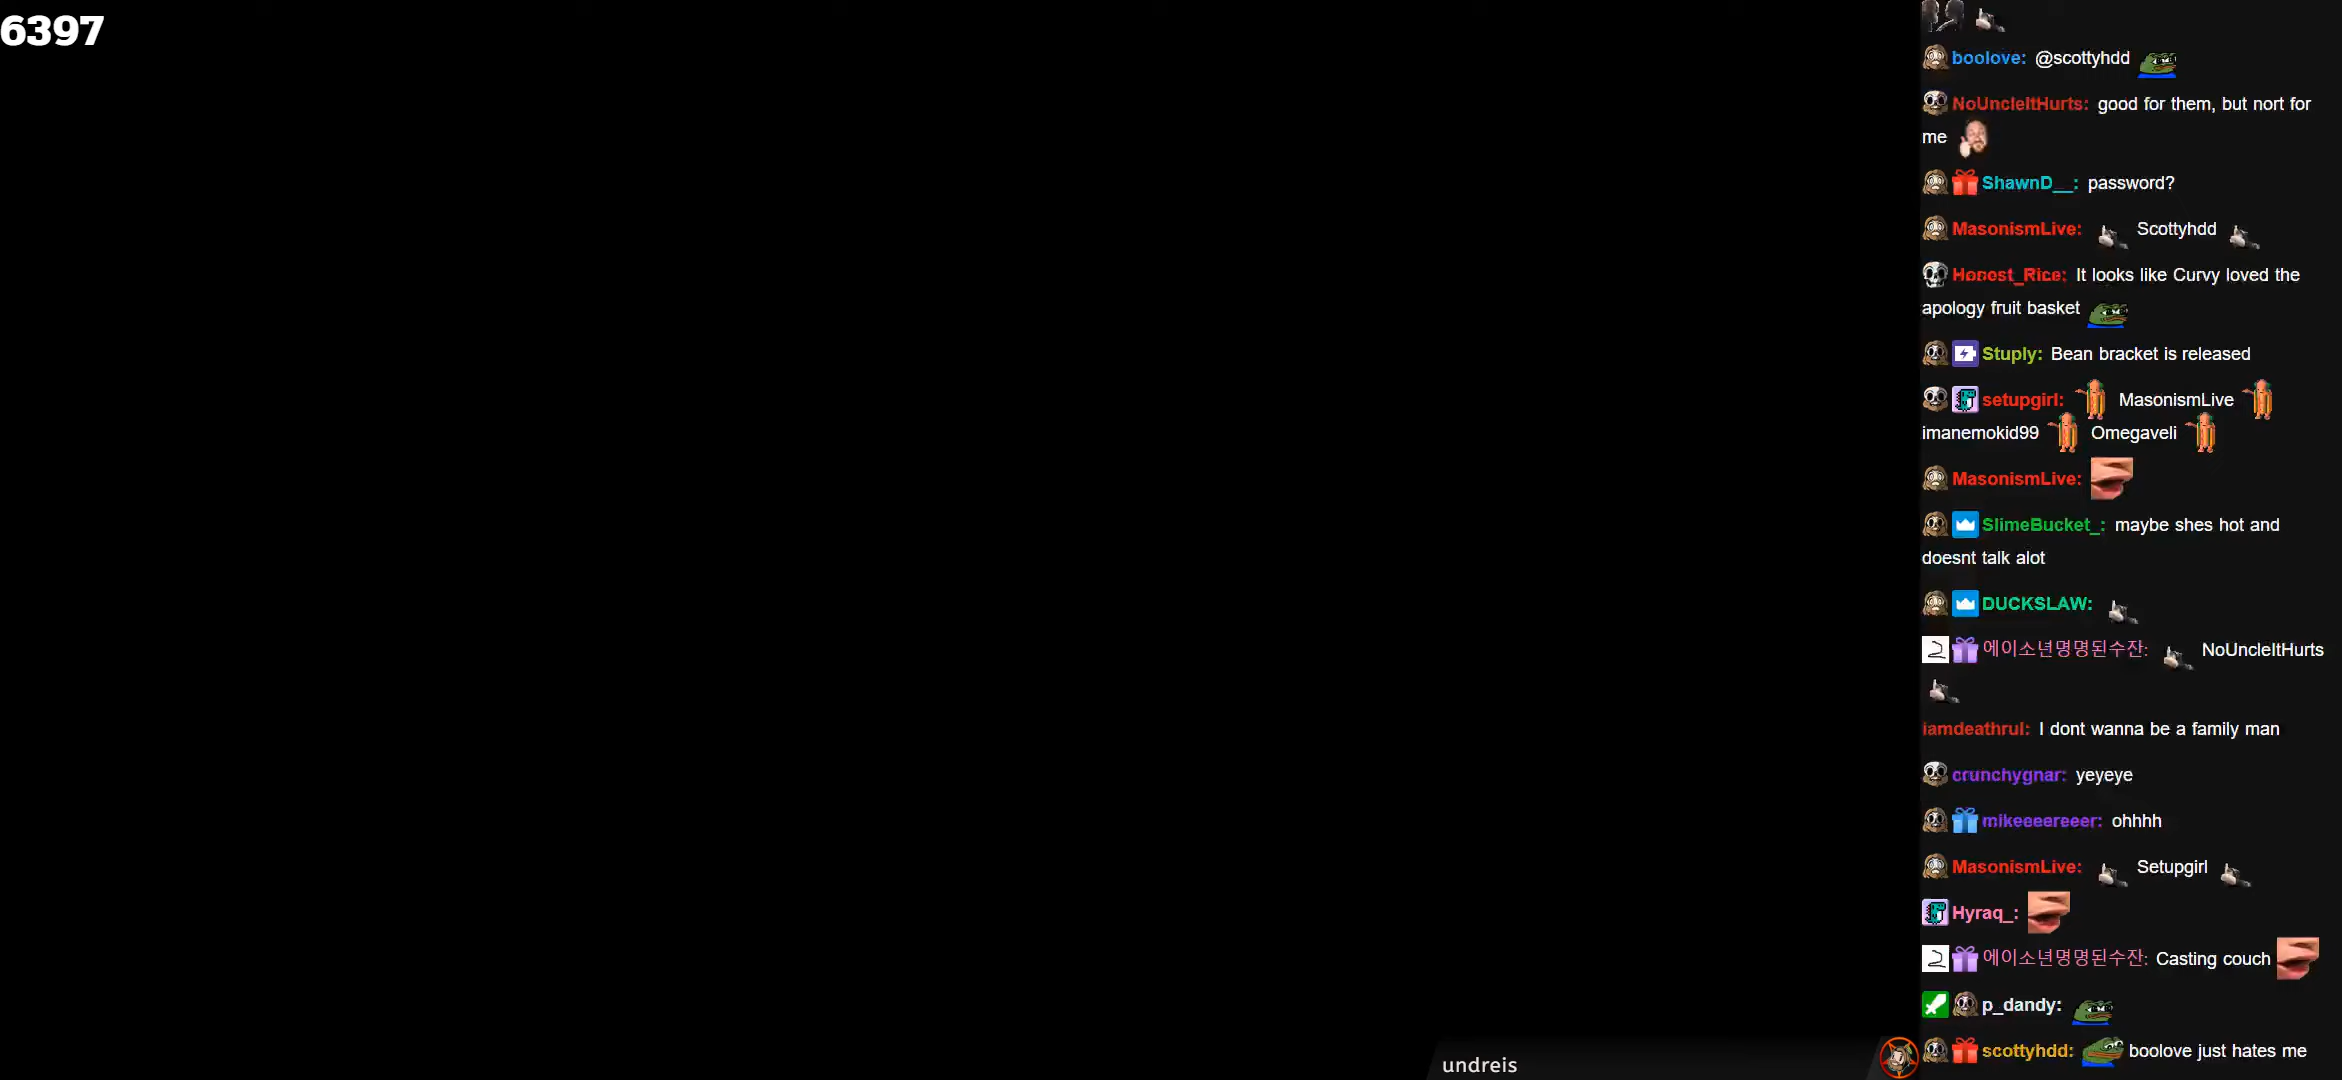 6397
boolove: @scottyhdd
NoUncleItHurts: good for them, but nort for
me
ShawnD__: password?
MasonismLive: Scottyhdd
Honest_Rice: It looks like Curvy loved the
apology fruit basket
Stuply: Bean bracket is released
setupgirl: MasonismLive
imanemokid99 Omegaveli
MasonismLive:
SlimeBucket_: maybe shes hot and
doesnt talk alot
DUCKSLAW:
에이소년명명된수잔: NoUncleItHurts
iamdeathrul: I dont wanna be a family man
crunchygnar: yeyeye
mikeeeereeer: ohhhh
MasonismLive: Setupgirl
Hyraq_:
에이소년명명된수잔: Casting couch
p_dandy:
scottyhdd: boolove just hates me
undreis